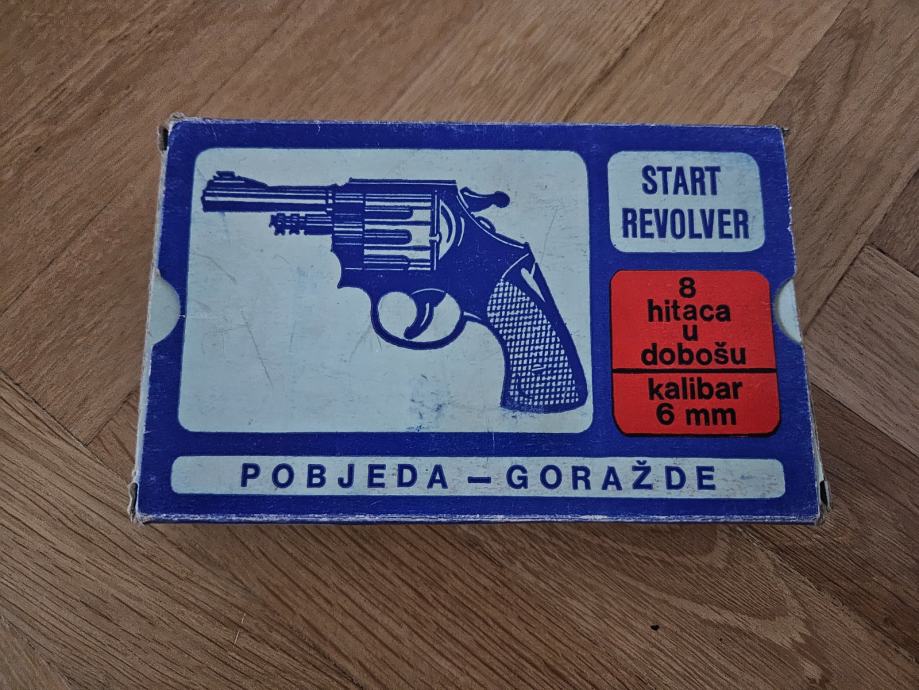 START
REVOLVER
8
hitaca
u
dobošu
kalibar
6 mm
POBJEDA – GORAŽDE